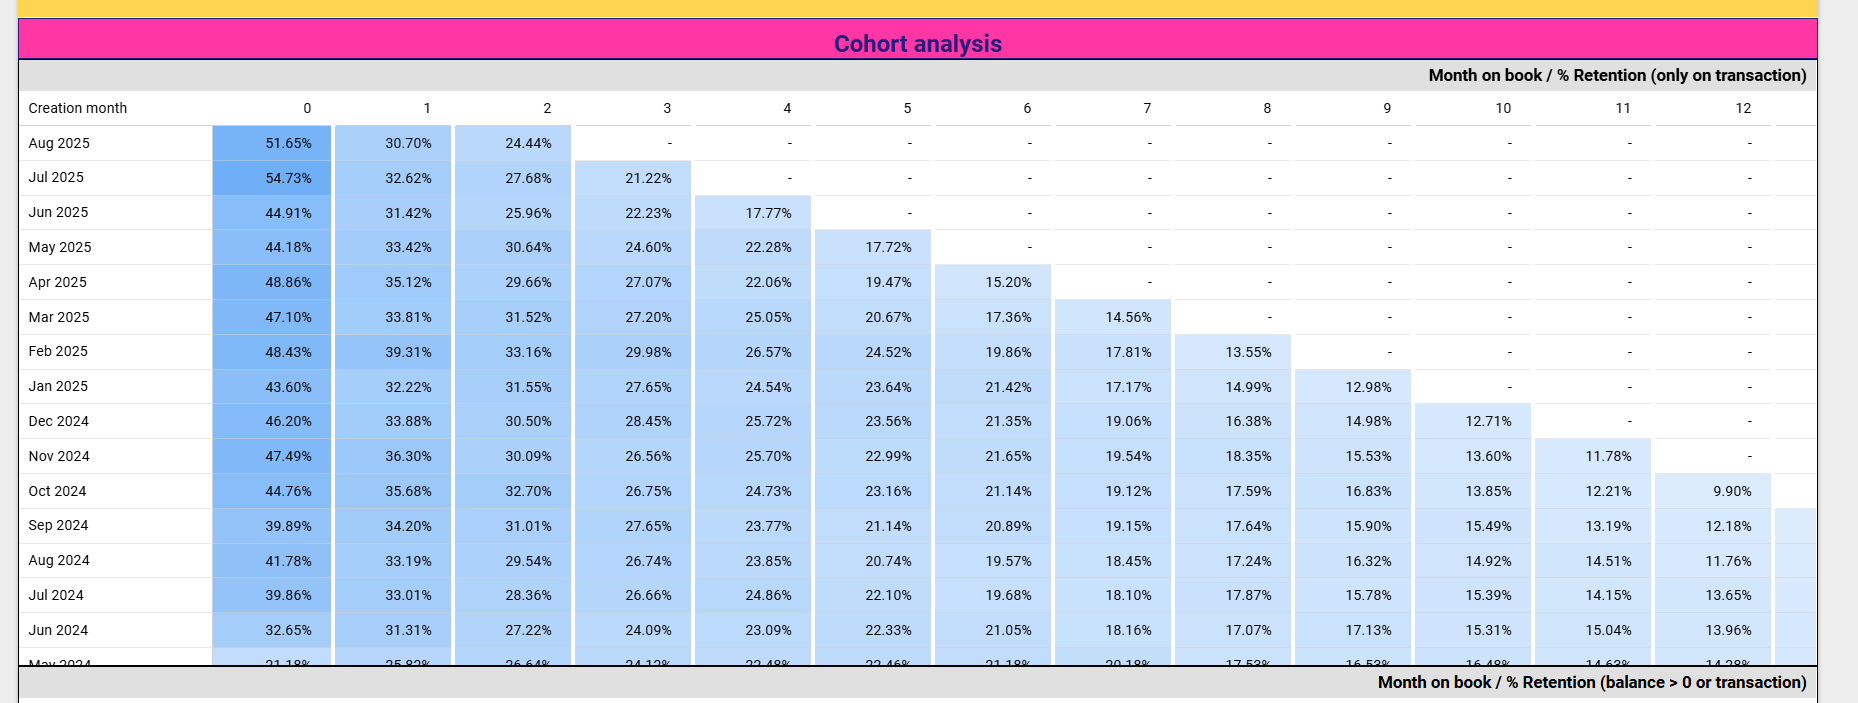 Cohort analysis
Month on book / % Retention (only on transaction)
Creation month 0 1 2 3 4 5 6 7 8 9 10 11 12
Aug 2025 51.65% 30.70% 24.44% - - - - - - - - - -
Jul 2025 54.73% 32.62% 27.68% 21.22% - - - - - - - - -
Jun 2025 44.91% 31.42% 25.96% 22.23% 17.77% - - - - - - - -
May 2025 44.18% 33.42% 30.64% 24.60% 22.28% 17.72% - - - - - - -
Apr 2025 48.86% 35.12% 29.66% 27.07% 22.06% 19.47% 15.20% - - - - - -
Mar 2025 47.10% 33.81% 31.52% 27.20% 25.05% 20.67% 17.36% 14.56% - - - - -
Feb 2025 48.43% 39.31% 33.16% 29.98% 26.57% 24.52% 19.86% 17.81% 13.55% - - - -
Jan 2025 43.60% 32.22% 31.55% 27.65% 24.54% 23.64% 21.42% 17.17% 14.99% 12.98% - - -
Dec 2024 46.20% 33.88% 30.50% 28.45% 25.72% 23.56% 21.35% 19.06% 16.38% 14.98% 12.71% - -
Nov 2024 47.49% 36.30% 30.09% 26.56% 25.70% 22.99% 21.65% 19.54% 18.35% 15.53% 13.60% 11.78% -
Oct 2024 44.76% 35.68% 32.70% 26.75% 24.73% 23.16% 21.14% 19.12% 17.59% 16.83% 13.85% 12.21% 9.90%
Sep 2024 39.89% 34.20% 31.01% 27.65% 23.77% 21.14% 20.89% 19.15% 17.64% 15.90% 15.49% 13.19% 12.18%
Aug 2024 41.78% 33.19% 29.54% 26.74% 23.85% 20.74% 19.57% 18.45% 17.24% 16.32% 14.92% 14.51% 11.76%
Jul 2024 39.86% 33.01% 28.36% 26.66% 24.86% 22.10% 19.68% 18.10% 17.87% 15.78% 15.39% 14.15% 13.65%
Jun 2024 32.65% 31.31% 27.22% 24.09% 23.09% 22.33% 21.05% 18.16% 17.07% 17.13% 15.31% 15.04% 13.96%
May 2024
Month on book / % Retention (balance > 0 or transaction)